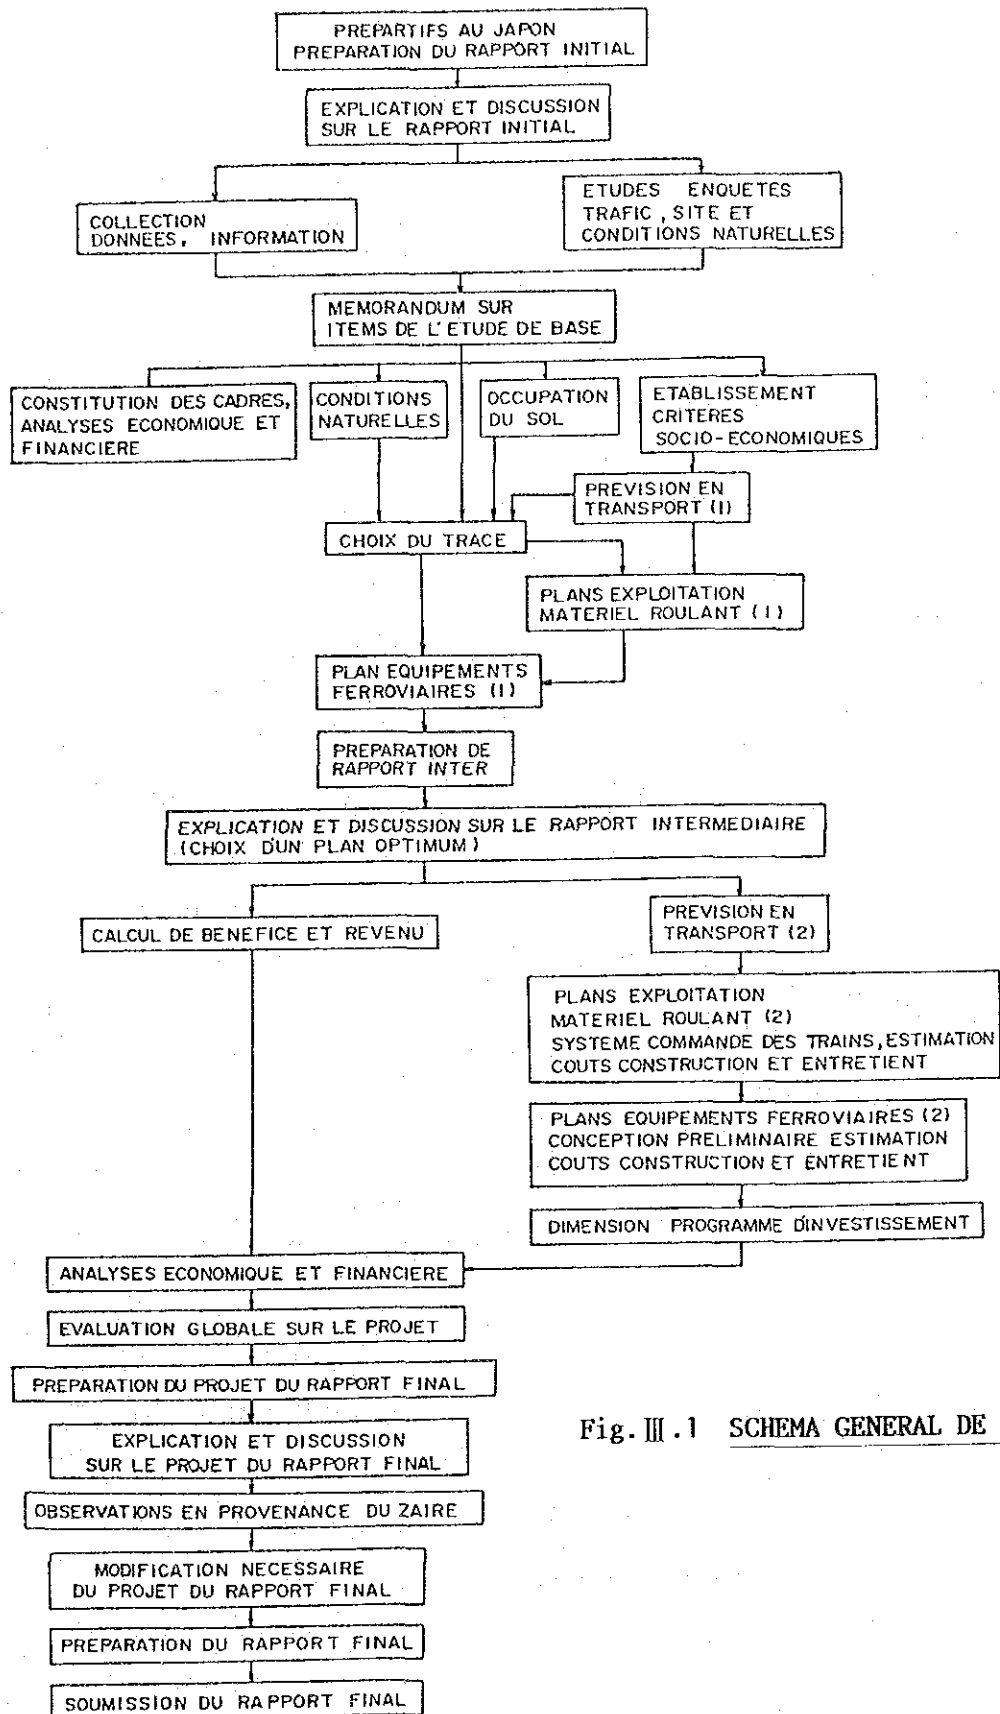 PREPARTIFS AU JAPON
PREPARATION DU RAPPORT INITIAL
EXPLICATION ET DISCUSSION
SUR LE RAPPORT INITIAL
COLLECTION
DONNEES, INFORMATION
ETUDES ENQUETES
TRAFIC, SITE ET
CONDITIONS NATURELLES
MEMORANDUM SUR
ITEMS DE L'ETUDE DE BASE
CONSTITUTION DES CADRES,
ANALYSES ECONOMIQUE ET
FINANCIERE
CONDITIONS
NATURELLES
OCCUPATION
DU SOL
ETABLISSEMENT
CRITERES
SOCIO-ECONOMIQUES
PREVISION EN
TRANSPORT (1)
CHOIX DU TRACE
PLANS EXPLOITATION
MATERIEL ROULANT (1)
PLAN EQUIPEMENTS
FERROVIAIRES (1)
PREPARATION DE
RAPPORT INTER
EXPLICATION ET DISCUSSION SUR LE RAPPORT INTERMEDIAIRE
(CHOIX D'UN PLAN OPTIMUM)
CALCUL DE BENEFICE ET REVENU
PREVISION EN
TRANSPORT (2)
PLANS EXPLOITATION
MATERIEL ROULANT (2)
SYSTEME COMMANDE DES TRAINS, ESTIMATION
COUTS CONSTRUCTION ET ENTRETIENT
PLANS EQUIPEMENTS FERROVIAIRES (2)
CONCEPTION PRELIMINAIRE ESTIMATION
COUTS CONSTRUCTION ET ENTRETIENT
DIMENSION PROGRAMME D'INVESTISSEMENT
ANALYSES ECONOMIQUE ET FINANCIERE
EVALUATION GLOBALE SUR LE PROJET
PREPARATION DU PROJET DU RAPPORT FINAL
EXPLICATION ET DISCUSSION
SUR LE PROJET DU RAPPORT FINAL
OBSERVATIONS EN PROVENANCE DU ZAIRE
MODIFICATION NECESSAIRE
DU PROJET DU RAPPORT FINAL
PREPARATION DU RAPPORT FINAL
SOUMISSION DU RAPPORT FINAL
Fig. III.1 SCHEMA GENERAL DE